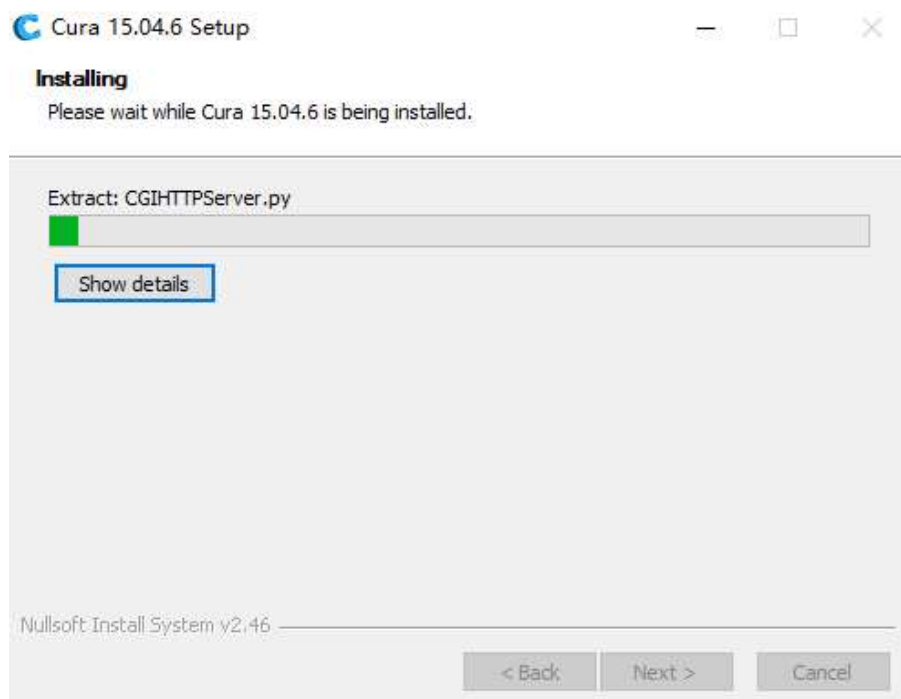 Cura 15.04.6 Setup
Installing
Please wait while Cura 15.04.6 is being installed.
Extract: CGIHTTPServer.py
Show details
Nullsoft Install System v2.46
< Back Next > Cancel